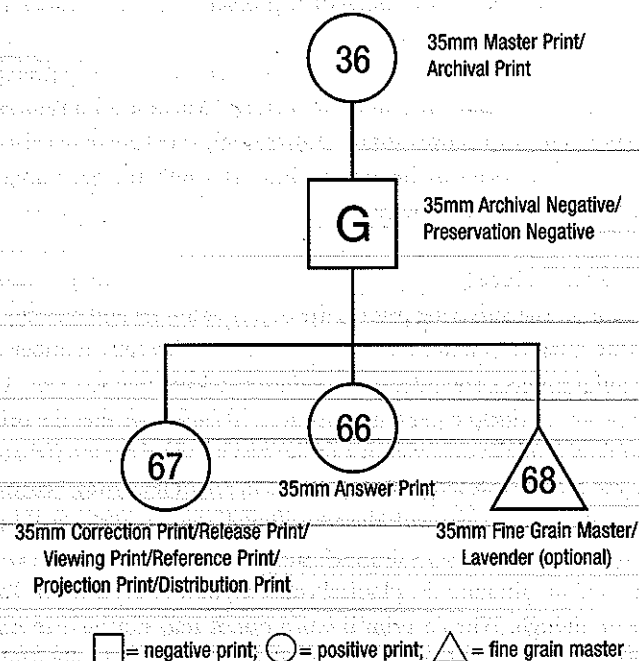 36
35mm Master Print/
Archival Print
G
35mm Archival Negative/
Preservation Negative
67
66
68
35mm Answer Print
35mm Correction Print/Release Print/
Viewing Print/Reference Print/
Projection Print/Distribution Print
35mm Fine Grain Master/
Lavender (optional)
= negative print; = positive print; = fine grain master